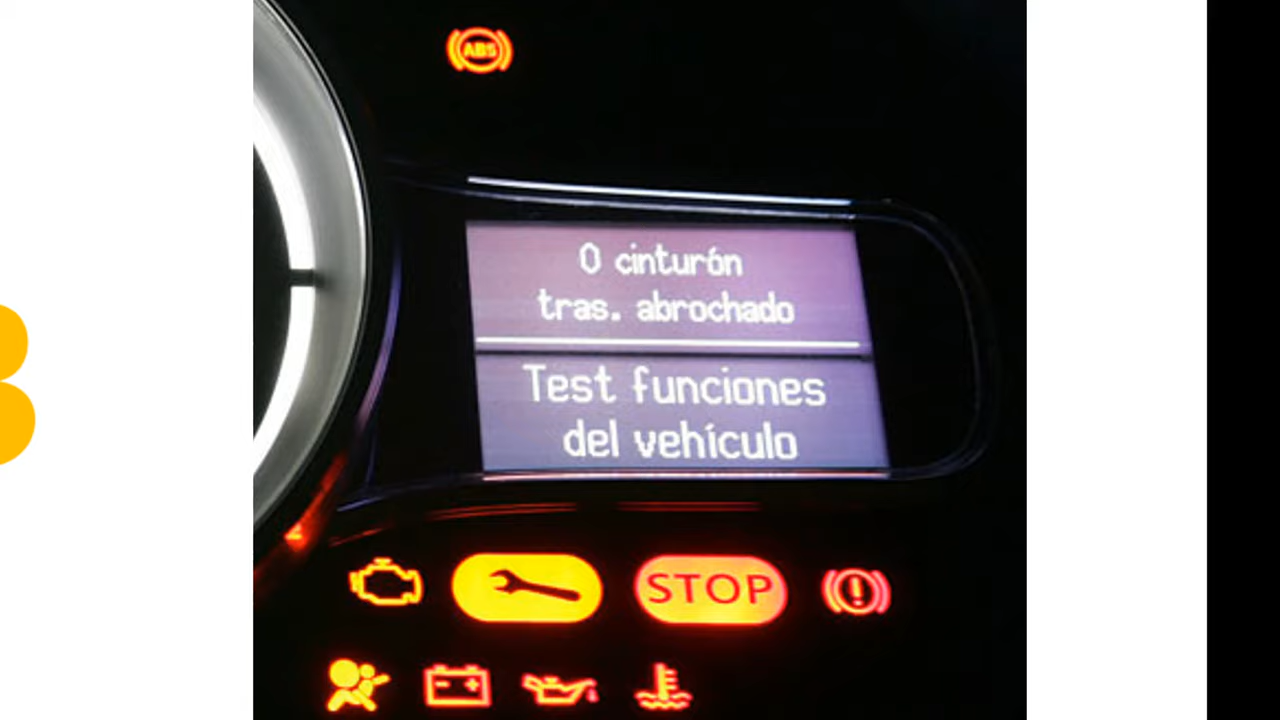 ABS
0 cinturón
tras. abrochado
Test funciones
del vehículo
STOP